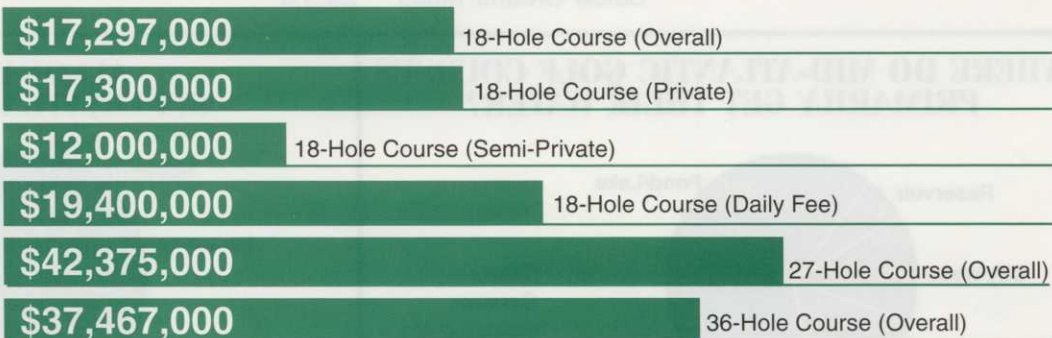 $17,297,000 18-Hole Course (Overall)
$17,300,000 18-Hole Course (Private)
$12,000,000 18-Hole Course (Semi-Private)
$19,400,000 18-Hole Course (Daily Fee)
$42,375,000 27-Hole Course (Overall)
$37,467,000 36-Hole Course (Overall)